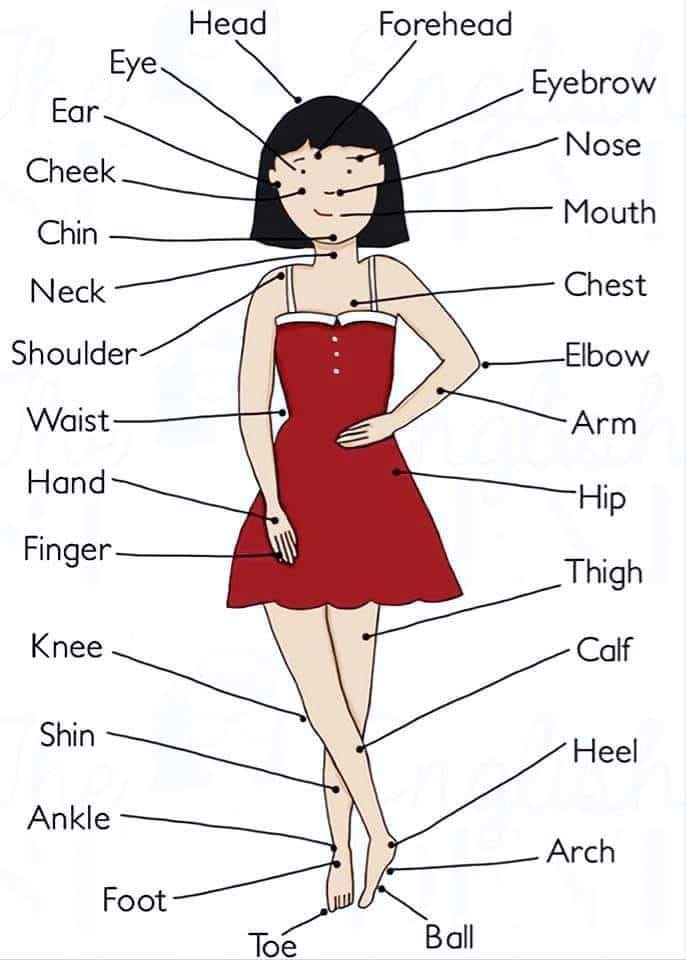 Head
Forehead
Eye
Eyebrow
Ear
Nose
Cheek
Mouth
Chin
Neck
Chest
Shoulder
Elbow
Waist
Arm
Hand
Hip
Finger
Thigh
Knee
Calf
Shin
Heel
Ankle
Arch
Foot
Ball
Toe